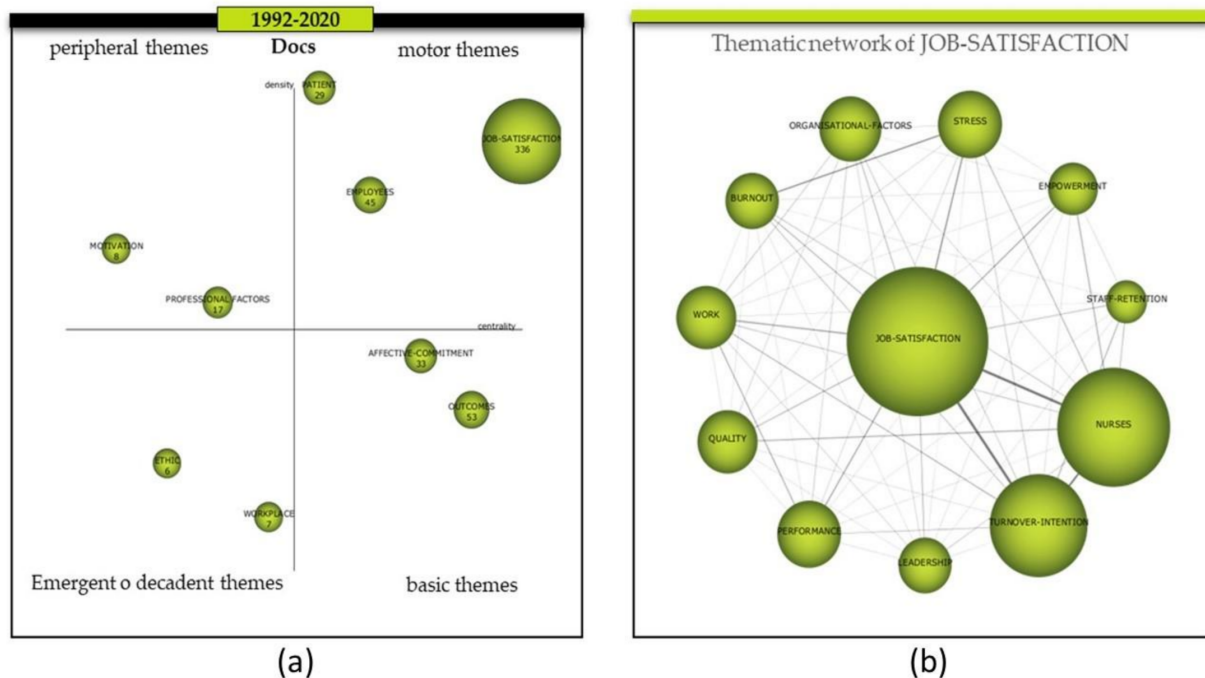 1992-2020
peripheral themes
Docs
motor themes
density
PATIENT
29
JOB-SATISFACTION
336
EMPLOYEES
45
MOTIVATION
8
PROFESSIONAL FACTORS
17
centrality
AFFECTIVE-COMMITMENT
33
OUTCOMES
53
ETHIC
6
WORKPLACE
7
Emergent o decadent themes
basic themes
(a)
Thematic network of JOB-SATISFACTION
ORGANISATIONAL-FACTORS
STRESS
BURNOUT
EMPOWERMENT
STAFF-RETENTION
WORK
JOB-SATISFACTION
NURSES
QUALITY
TURNOVER-INTENTION
PERFORMANCE
LEADERSHIP
(b)